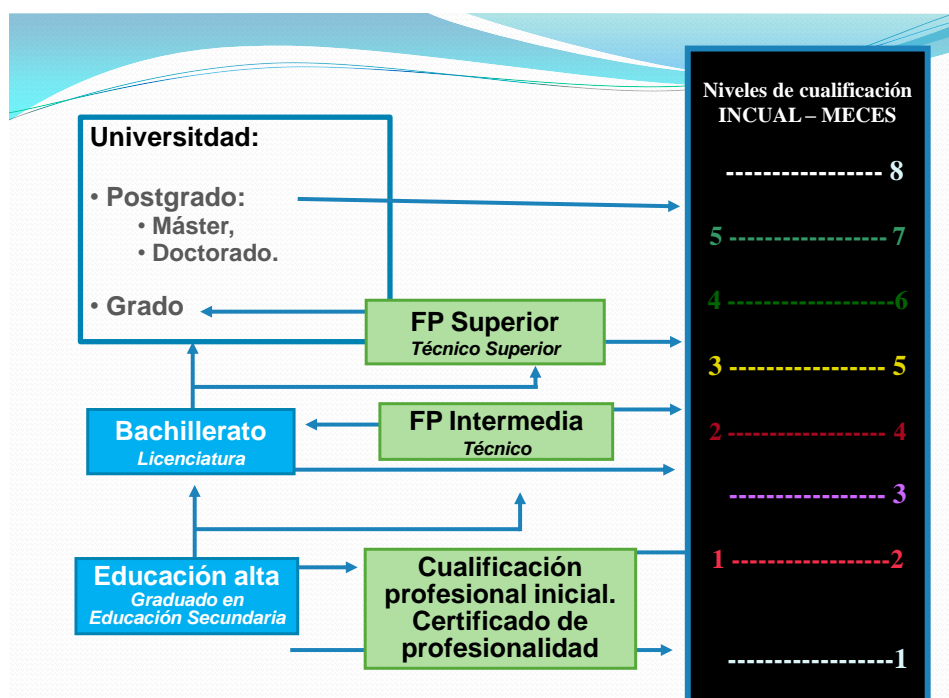 Universitdad:
• Postgrado:
• Máster,
• Doctorado.
• Grado
FP Superior
Técnico Superior
Bachillerato
Licenciatura
FP Intermedia
Técnico
Educación alta
Graduado en
Educación Secundaria
Cualificación
profesional inicial.
Certificado de
profesionalidad
Niveles de cualificación
INCUAL – MECES
----------------- 8
5 ----------------- 7
4 ------------------6
3 ----------------- 5
2 ----------------- 4
----------------- 3
1 ------------------2
------------------1